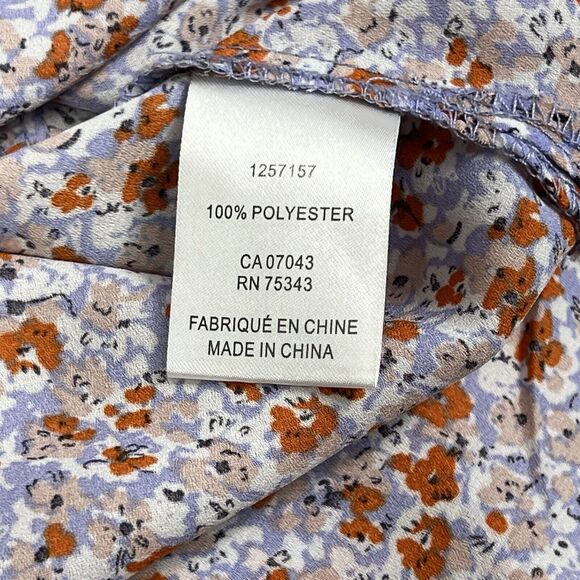 1257157
100% POLYESTER
CA 07043
RN 75343
FABRIQUÉ EN CHINE
MADE IN CHINA